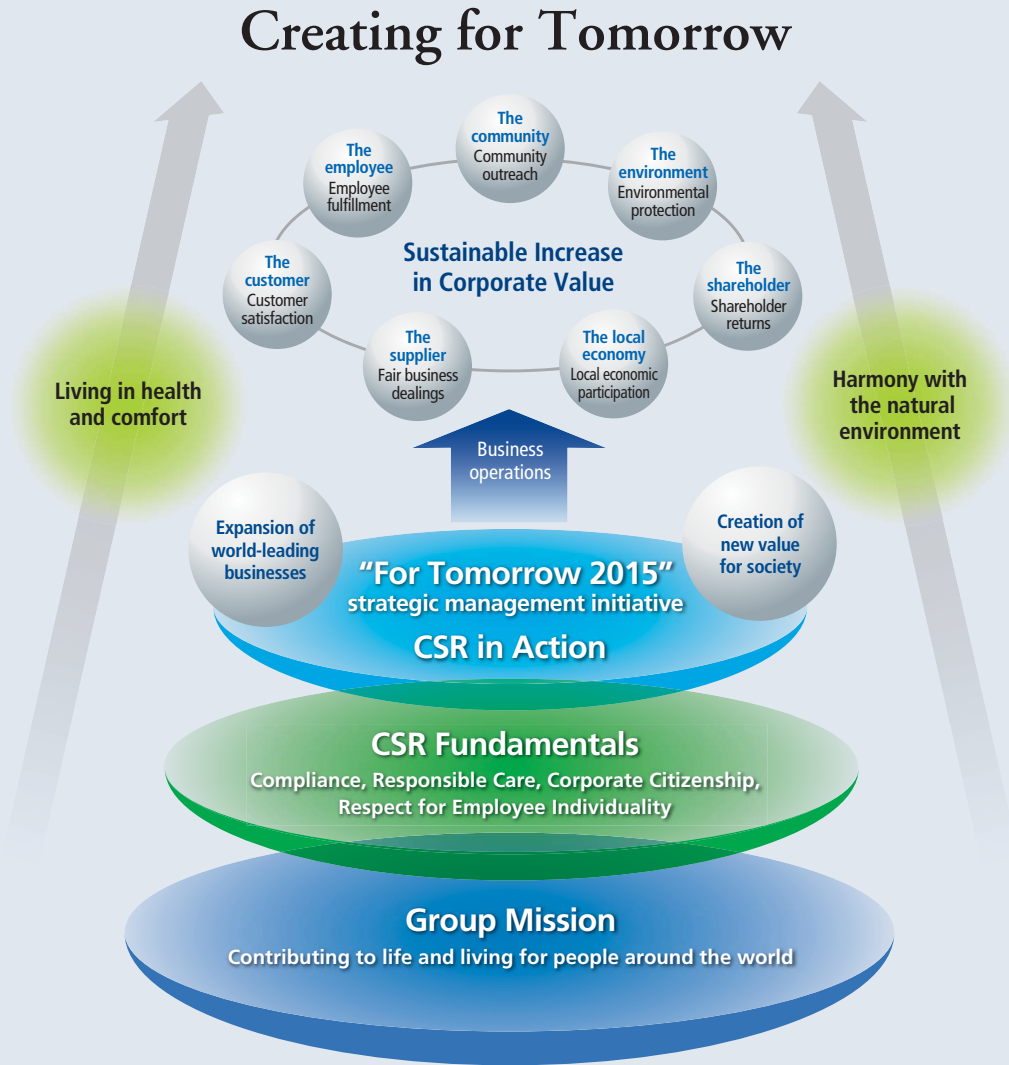 Creating for Tomorrow
The
community
Community
outreach
The
employee
Employee
fulfillment
The
environment
Environmental
protection
Sustainable Increase
in Corporate Value
The
customer
Customer
satisfaction
The
shareholder
Shareholder
returns
The
supplier
Fair business
dealings
The local
economy
Local economic
participation
Living in health
and comfort
Harmony with
the natural
environment
Business
operations
Expansion of
world-leading
businesses
Creation of
new value
for society
“For Tomorrow 2015”
strategic management initiative
CSR in Action
CSR Fundamentals
Compliance, Responsible Care, Corporate Citizenship,
Respect for Employee Individuality
Group Mission
Contributing to life and living for people around the world